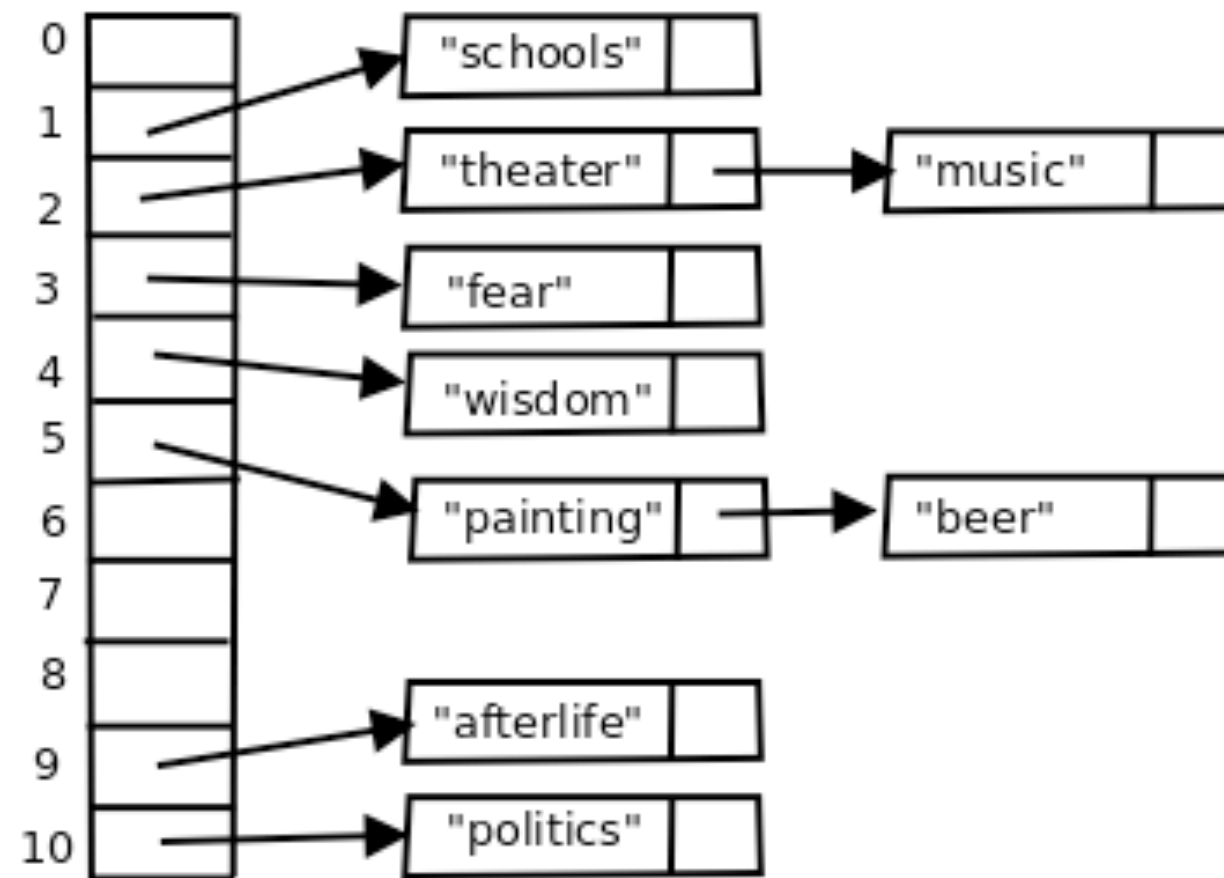 0
"schools"
1
"theater" "music"
2
3 "fear"
4 "wisdom"
5
6 "painting" "beer"
7
8
"afterlife"
9
10 "politics"